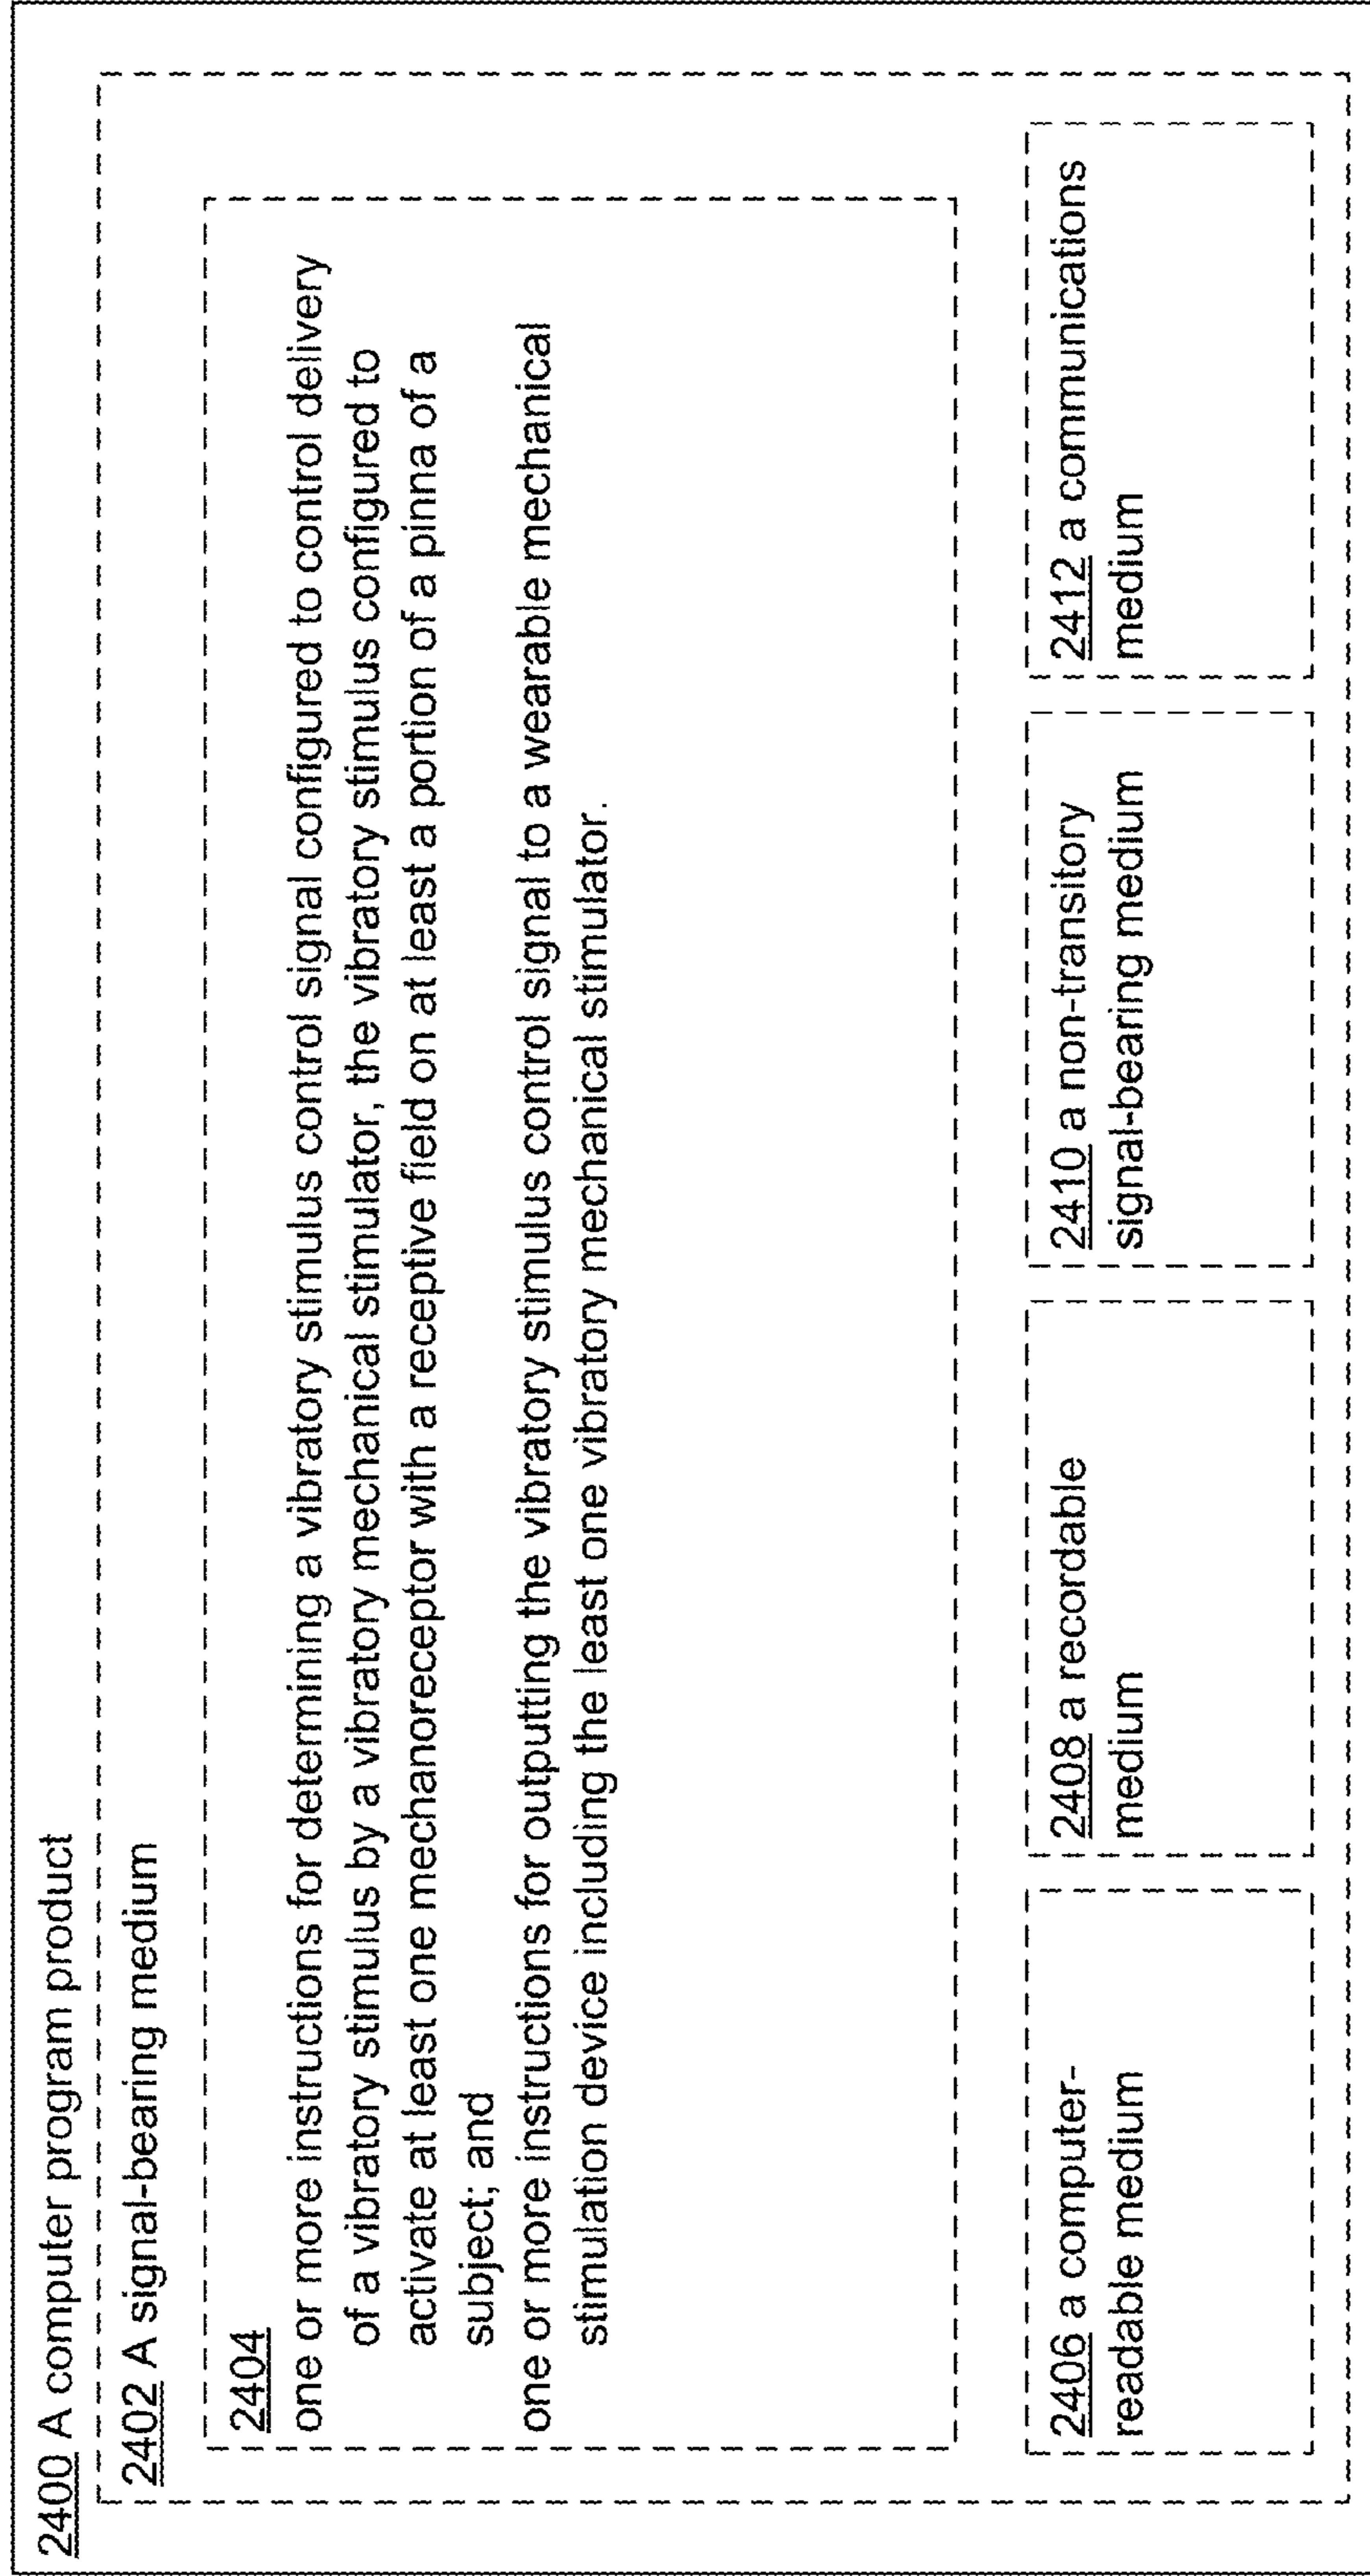 2400 A computer program product
2402 A signal-bearing medium
2404
one or more instructions for determining a vibratory stimulus control signal configured to control delivery
of a vibratory stimulus by a vibratory mechanical stimulator, the vibratory stimulus configured to
activate at least one mechanoreceptor with a receptive field on at least a portion of a pinna of a
subject; and
one or more instructions for outputting the vibratory stimulus control signal to a wearable mechanical
stimulation device including the least one vibratory mechanical stimulator.
2406 a computer-
readable medium
2408 a recordable
medium
2410 a non-transitory
signal-bearing medium
2412 a communications
medium